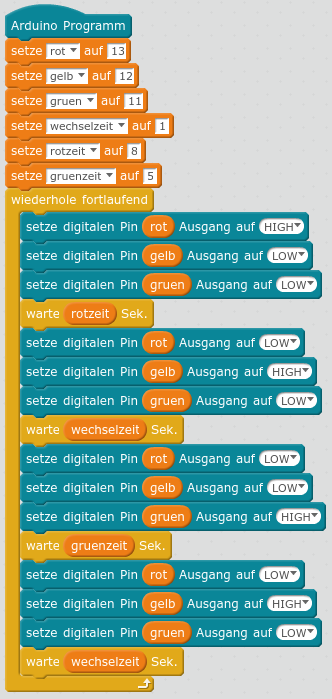 Arduino Programm
setze rot auf 13
setze gelb auf 12
setze gruen auf 11
setze wechselzeit auf 1
setze rotzeit auf 8
setze gruenzeit auf 5
wiederhole fortlaufend
setze digitalen Pin rot Ausgang auf HIGH
setze digitalen Pin gelb Ausgang auf LOW
setze digitalen Pin gruen Ausgang auf LOW
warte rotzeit Sek.
setze digitalen Pin rot Ausgang auf LOW
setze digitalen Pin gelb Ausgang auf HIGH
setze digitalen Pin gruen Ausgang auf LOW
warte wechselzeit Sek.
setze digitalen Pin rot Ausgang auf LOW
setze digitalen Pin gelb Ausgang auf LOW
setze digitalen Pin gruen Ausgang auf HIGH
warte gruenzeit Sek.
setze digitalen Pin rot Ausgang auf LOW
setze digitalen Pin gelb Ausgang auf HIGH
setze digitalen Pin gruen Ausgang auf LOW
warte wechselzeit Sek.